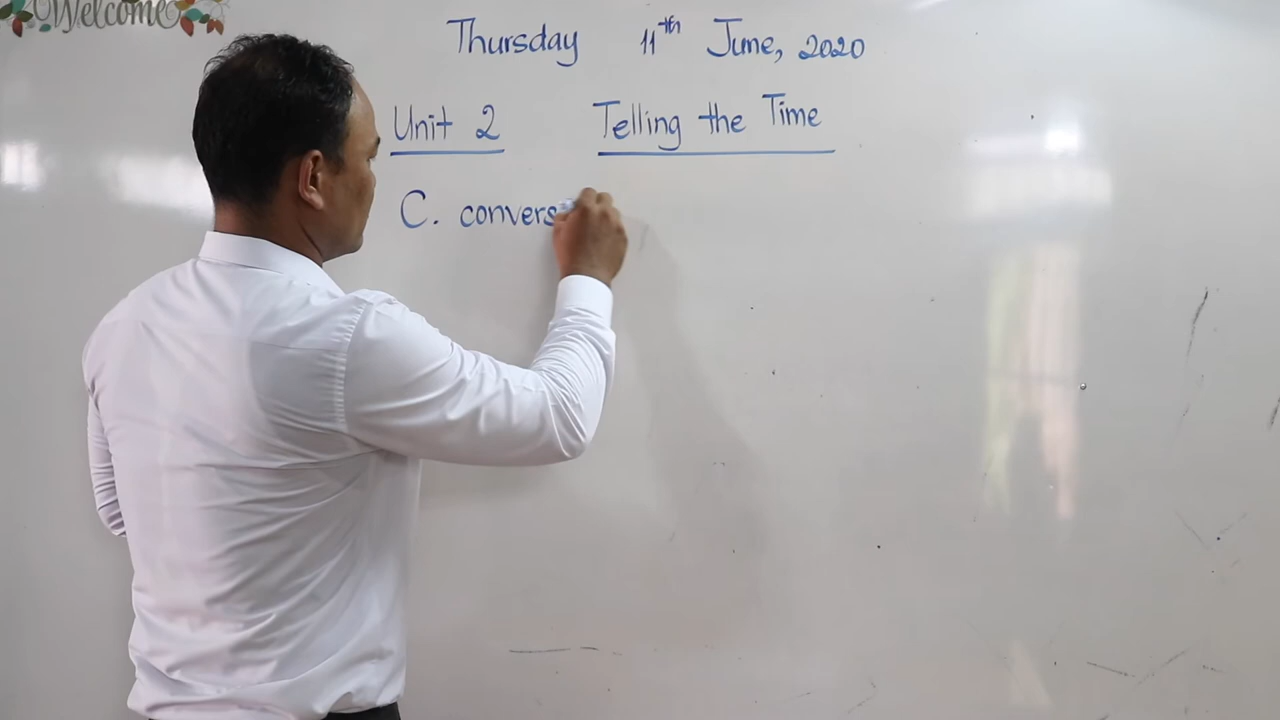 Welcome
Thursday 11th June, 2020
Unit 2 Telling the Time
C. convers